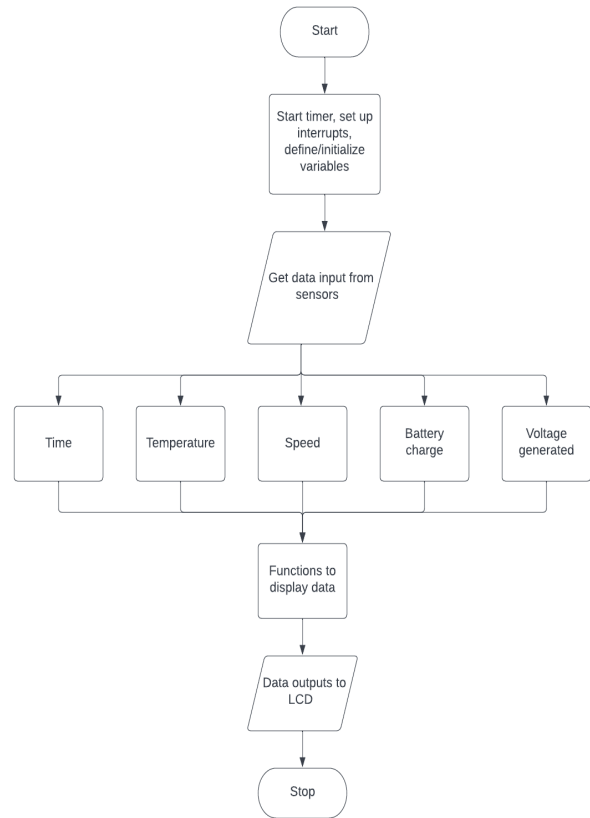 Start
Start timer, set up
interrupts,
define/initialize
variables
Get data input from
sensors
Time
Temperature
Speed
Battery
charge
Voltage
generated
Functions to
display data
Data outputs to
LCD
Stop